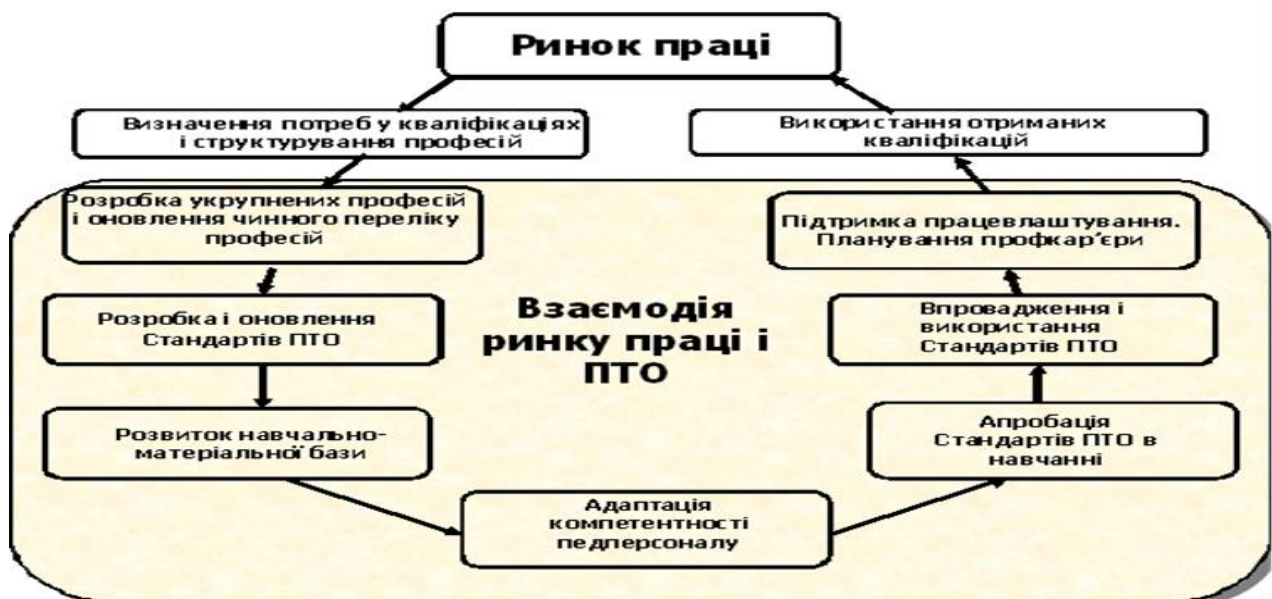 Ринок праці
Визначення потреб у кваліфікаціях
і структурування професій
Використання отриманих
кваліфікацій
Розробка укрупнених професій
і оновлення чинного переліку
професій
Підтримка працевлаштування.
Планування профкар’єри
Розробка і оновлення
Стандартів ПТО
Взаємодія
ринку праці і
ПТО
Впровадження і
використання
Стандартів ПТО
Розвиток навчально-
матеріальної бази
Апробація
Стандартів ПТО в
навчанні
Адаптація
компетентності
педперсоналу